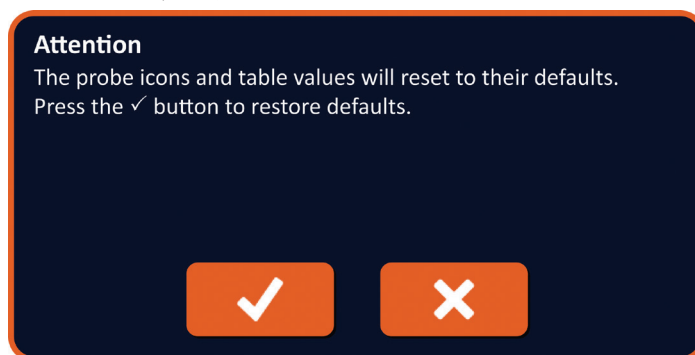 Attention
The probe icons and table values will reset to their defaults.
Press the ✓ button to restore defaults.